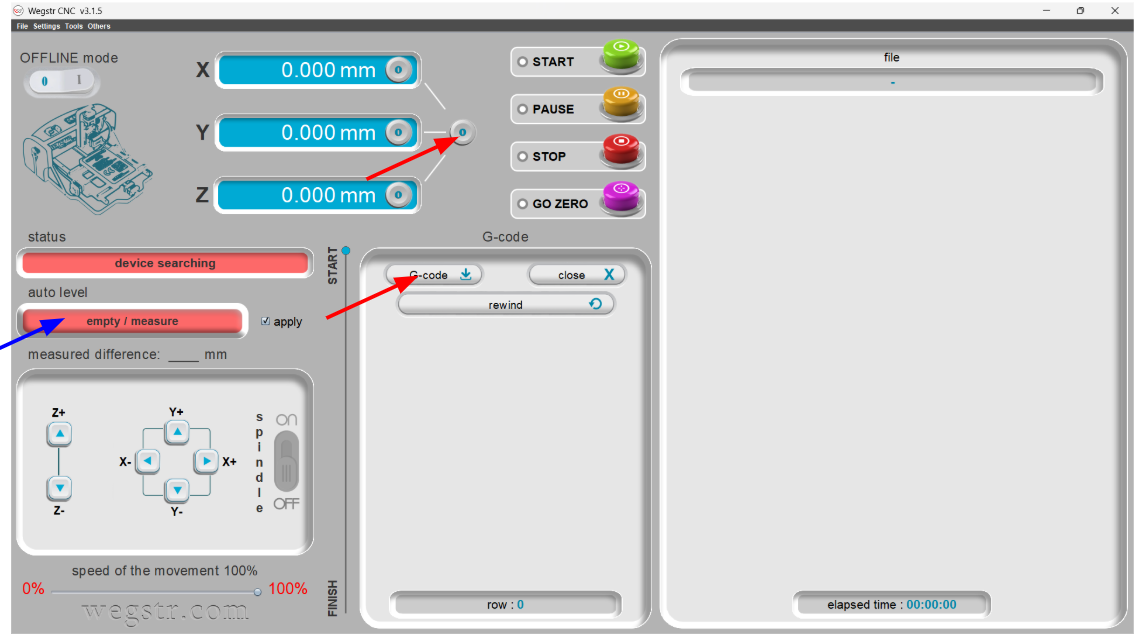 Wegstr CNC v3.1.5
File Settings Tools Others
OFFLINE mode
0 I
X 0.000 mm 0
Y 0.000 mm 0
0
Z 0.000 mm 0
START
PAUSE
STOP
GO ZERO
status
device searching
auto level
empty / measure
apply
measured difference: ____ mm
Z+
Z-
Y+
X-
X+
Y-
spindle
ON
OFF
speed of the movement 100%
0%
100%
wegstr.com
START
FINISH
G-code
G-code
close X
rewind
row : 0
file
-
elapsed time : 00:00:00